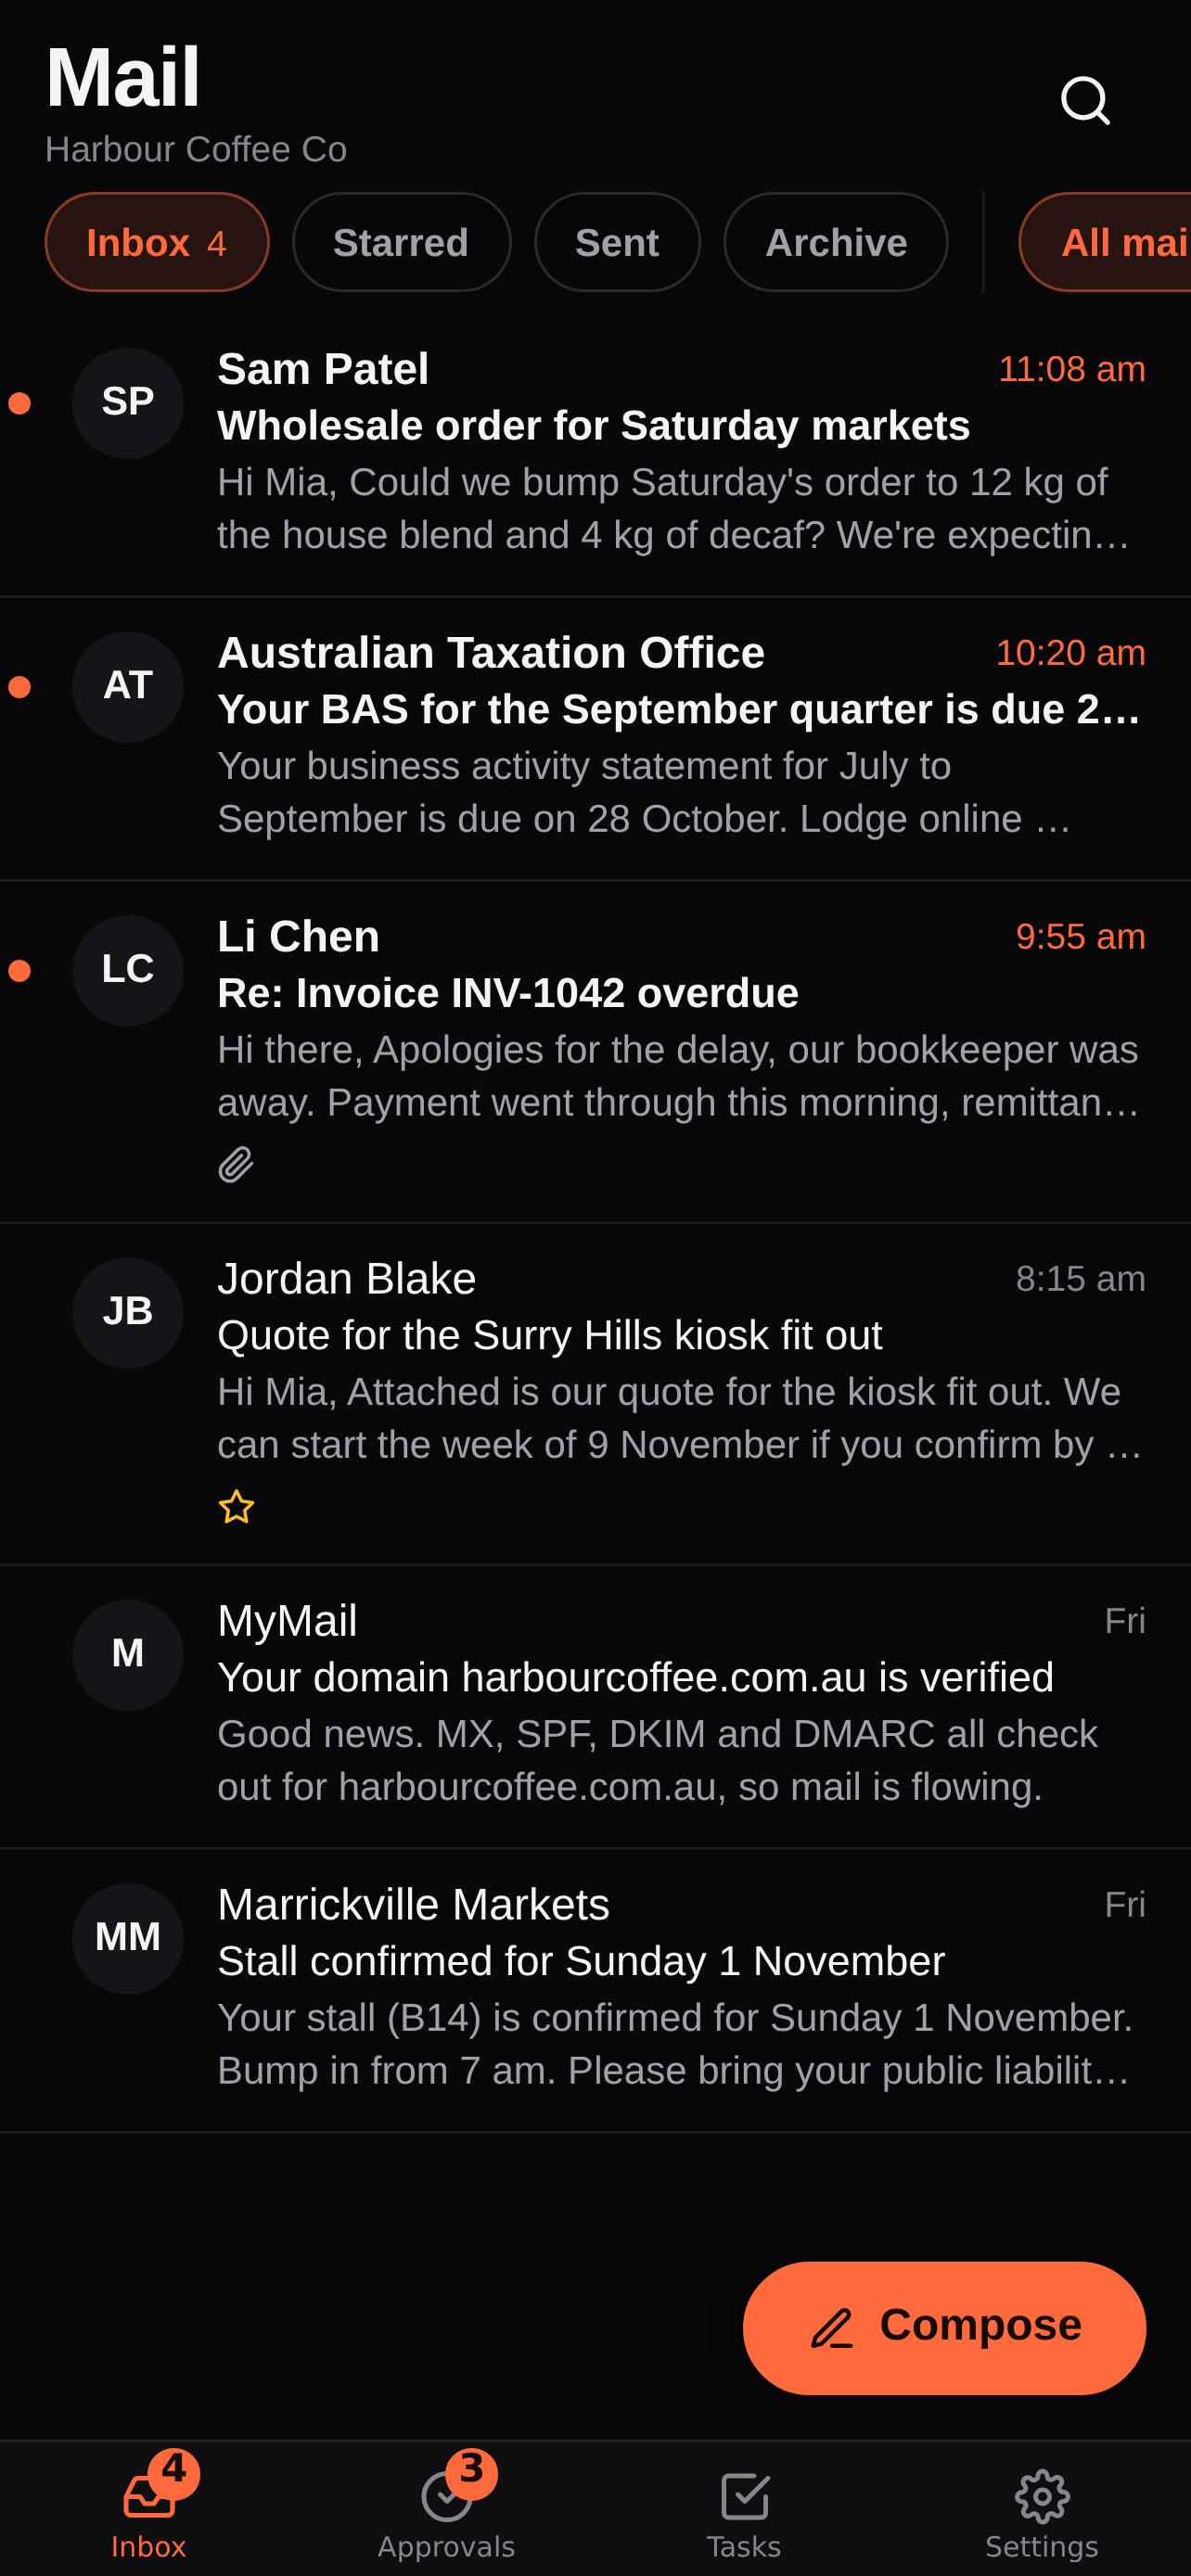 Mail
Harbour Coffee Co
Inbox 4
Starred
Sent
Archive
All mai
SP
Sam Patel
11:08 am
Wholesale order for Saturday markets
Hi Mia, Could we bump Saturday's order to 12 kg of
the house blend and 4 kg of decaf? We're expectin…
AT
Australian Taxation Office
10:20 am
Your BAS for the September quarter is due 2…
Your business activity statement for July to
September is due on 28 October. Lodge online …
LC
Li Chen
9:55 am
Re: Invoice INV-1042 overdue
Hi there, Apologies for the delay, our bookkeeper was
away. Payment went through this morning, remittan…
JB
Jordan Blake
8:15 am
Quote for the Surry Hills kiosk fit out
Hi Mia, Attached is our quote for the kiosk fit out. We
can start the week of 9 November if you confirm by …
M
MyMail
Fri
Your domain harbourcoffee.com.au is verified
Good news. MX, SPF, DKIM and DMARC all check
out for harbourcoffee.com.au, so mail is flowing.
MM
Marrickville Markets
Fri
Stall confirmed for Sunday 1 November
Your stall (B14) is confirmed for Sunday 1 November.
Bump in from 7 am. Please bring your public liabilit…
Compose
4
Inbox
3
Approvals
Tasks
Settings